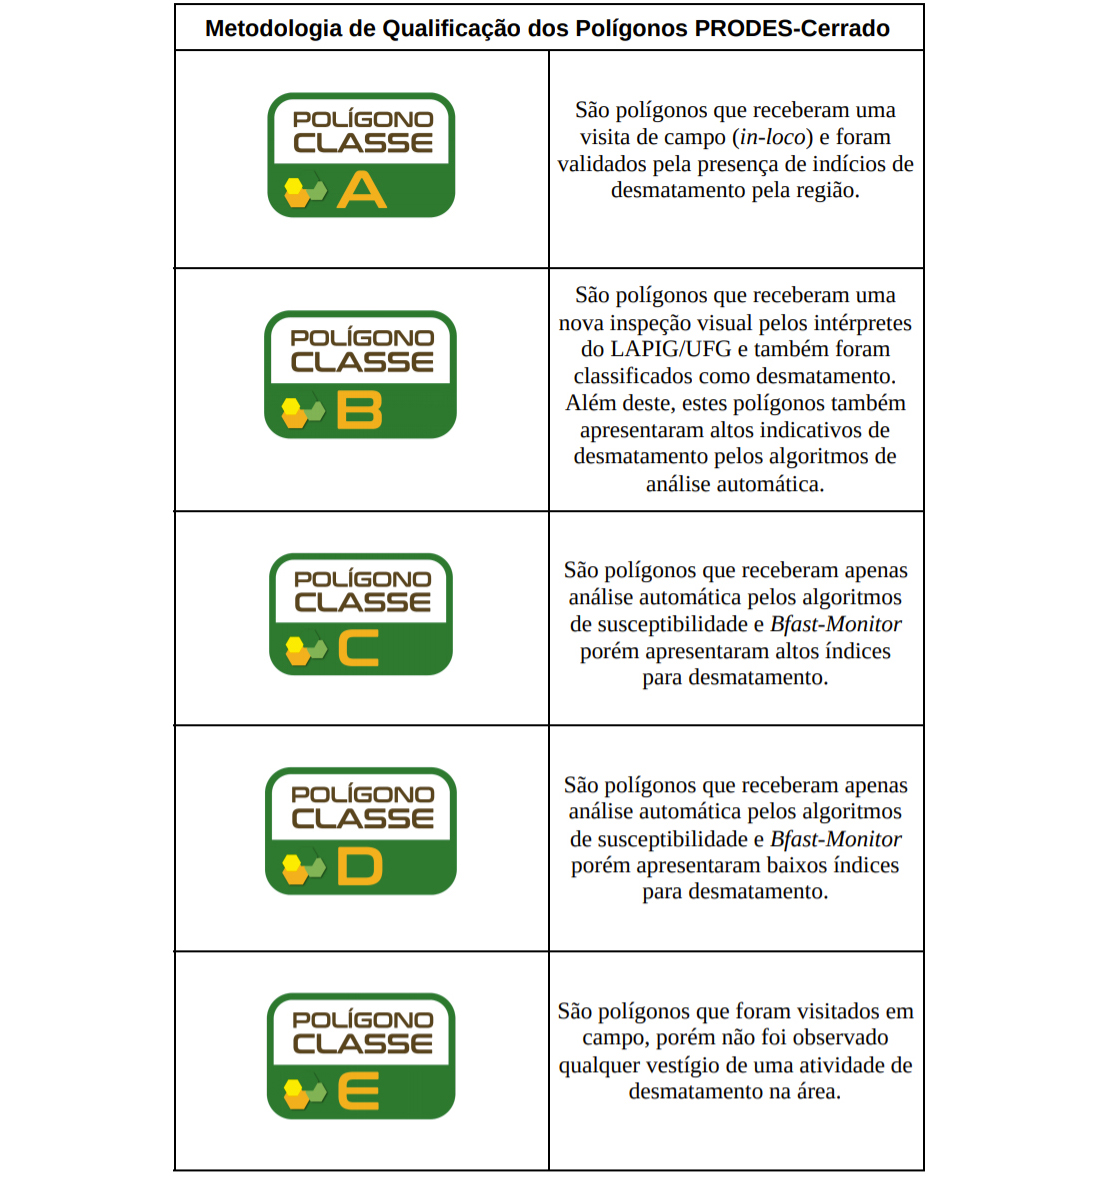 Metodologia de Qualificação dos Polígonos PRODES-Cerrado
POLÍGONO
CLASSE
A
São polígonos que receberam uma
visita de campo (in-loco) e foram
validados pela presença de indícios de
desmatamento pela região.
POLÍGONO
CLASSE
B
São polígonos que receberam uma
nova inspeção visual pelos intérpretes
do LAPIG/UFG e também foram
classificados como desmatamento.
Além deste, estes polígonos também
apresentaram altos indicativos de
desmatamento pelos algoritmos de
análise automática.
POLÍGONO
CLASSE
C
São polígonos que receberam apenas
análise automática pelos algoritmos
de susceptibilidade e Bfast-Monitor
porém apresentaram altos índices
para desmatamento.
POLÍGONO
CLASSE
D
São polígonos que receberam apenas
análise automática pelos algoritmos
de susceptibilidade e Bfast-Monitor
porém apresentaram baixos índices
para desmatamento.
POLÍGONO
CLASSE
E
São polígonos que foram visitados em
campo, porém não foi observado
qualquer vestígio de uma atividade de
desmatamento na área.